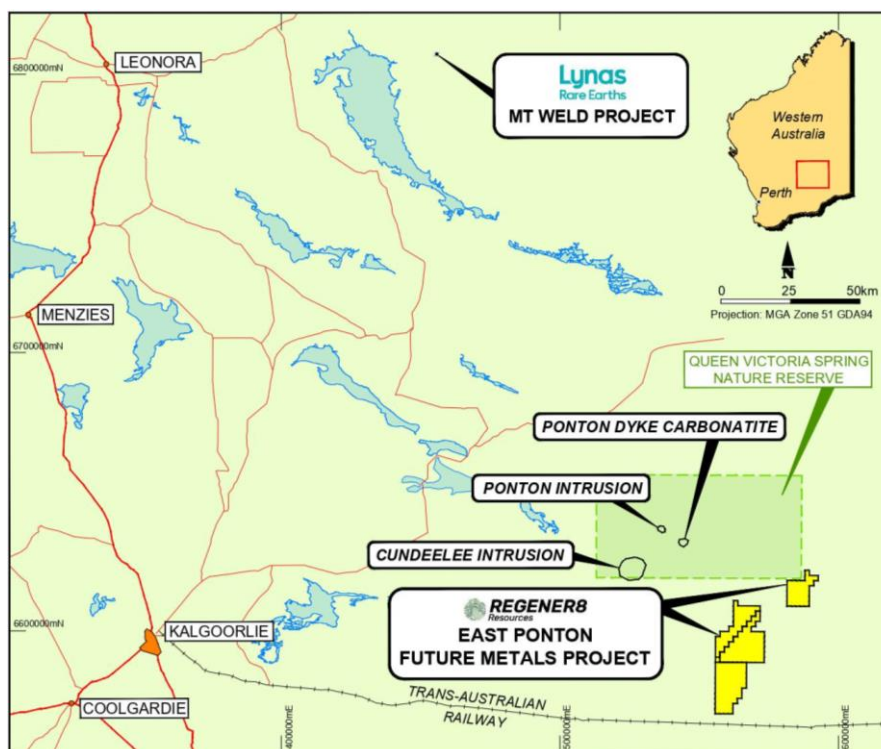 6800000mN
LEONORA
Lynas
Rare Earths
MT WELD PROJECT
Western
Australia
Perth
N
0 25 50km
Projection: MGA Zone 51 GDA94
MENZIES
6700000mN
QUEEN VICTORIA SPRING
NATURE RESERVE
PONTON DYKE CARBONATITE
PONTON INTRUSION
CUNDEELEE INTRUSION
REGENER8
Resources
EAST PONTON
FUTURE METALS PROJECT
6600000mN
KALGOORLIE
COOLGARDIE
TRANS-AUSTRALIAN
RAILWAY
400000mE
500000mE
600000mE